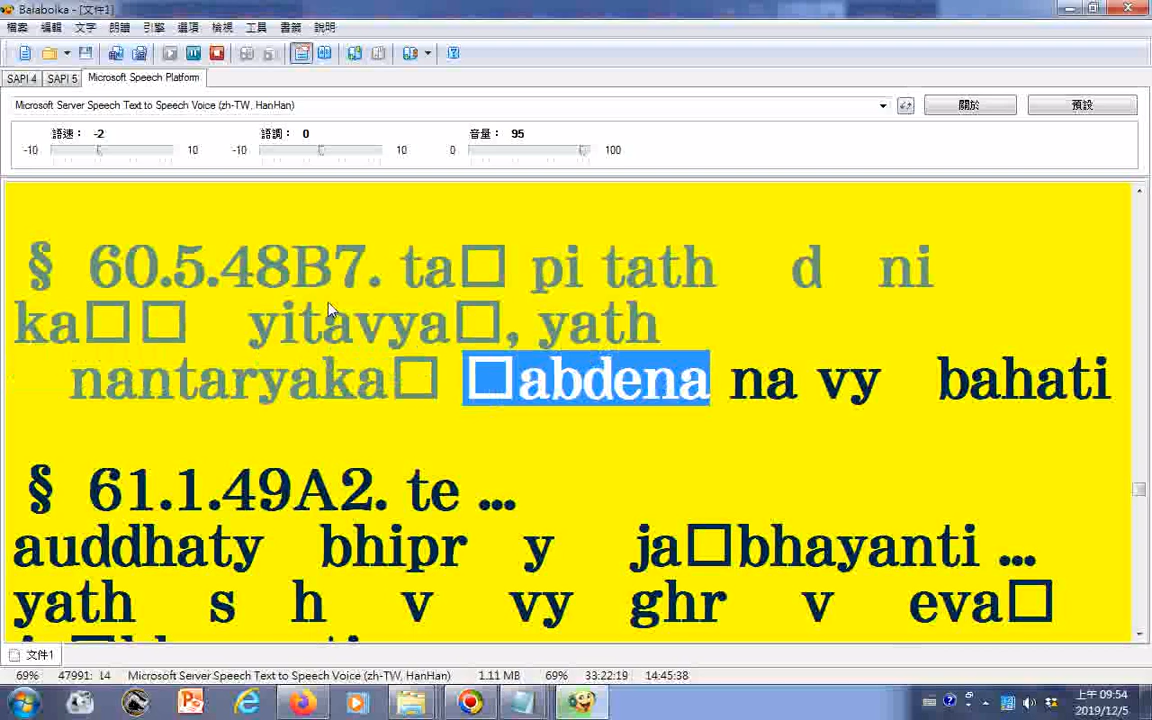 Balabolka - [文件1]
檔案 編輯 文字 朗讀 引擎 選項 檢視 工具 書籤 說明
SAPI 4 SAPI 5 Microsoft Speech Platform
Microsoft Server Speech Text to Speech Voice (zh-TW, HanHan) 關於 預設
語速： -2 語調： 0 音量： 95
-10 10 -10 10 0 100
§ 60.5.48B7. ta□ pi tath d ni
ka□□ yitavya□, yath
nantaryaka□ □abdena na vy bahati
§ 61.1.49A2. te ...
auddhaty bhipr y ja□bhayanti ...
yath s h v vy ghr v eva□
文件1
69% 47991: 14 Microsoft Server Speech Text to Speech Voice (zh-TW, HanHan) 1.11 MB 69% 33:22:19 14:45:38
上午 09:54
2019/12/5